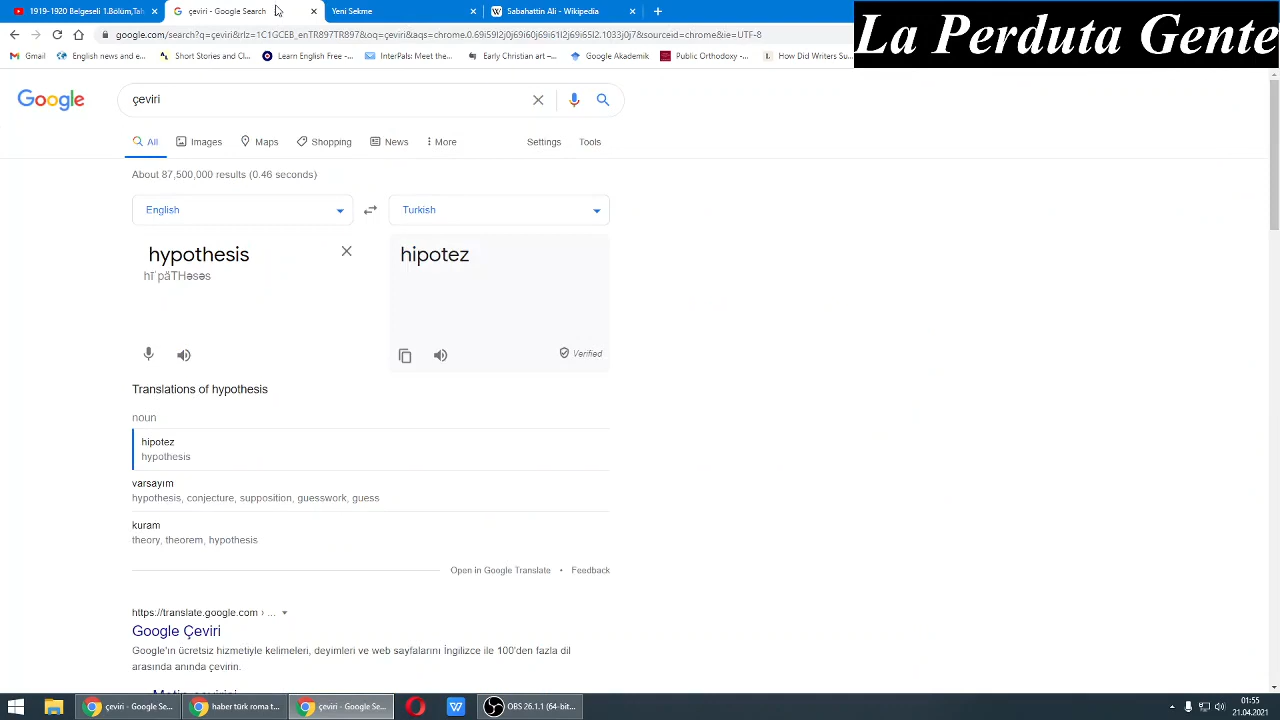 1919-1920 Belgeseli 1.Bölüm,Tah
çeviri - Google Search
Yeni Sekme
Sabahattin Ali - Wikipedia
La Perduta Gente
google.com/search?q=çeviri&rlz=1C1GCEB_enTR897TR897&oq=çeviri&aqs=chrome.0.69i59l2j0j69i60j69i61l2j69i65l2.1033j0j7&sourceid=chrome&ie=UTF-8
Gmail
English news and e...
Short Stories and Cl...
Learn English Free -...
InterPals: Meet the...
Early Christian art –...
Google Akademik
Public Orthodoxy –...
How Did Writers Su
Google
çeviri
All
Images
Maps
Shopping
News
More
Settings
Tools
About 87,500,000 results (0.46 seconds)
English
Turkish
hypothesis
hipotez
hīˈpäTHəsəs
Verified
Translations of hypothesis
noun
hipotez
hypothesis
varsayım
hypothesis, conjecture, supposition, guesswork, guess
kuram
theory, theorem, hypothesis
Open in Google Translate • Feedback
https://translate.google.com › ...
Google Çeviri
Google'ın ücretsiz hizmetiyle kelimeleri, deyimleri ve web sayfalarını İngilizce ile 100'den fazla dil
arasında anında çevirin.
Metin çevirisi
çeviri - Google Se...
haber türk roma t...
çeviri - Google Se...
OBS 26.1.1 (64-bit...
01:55
21.04.2021